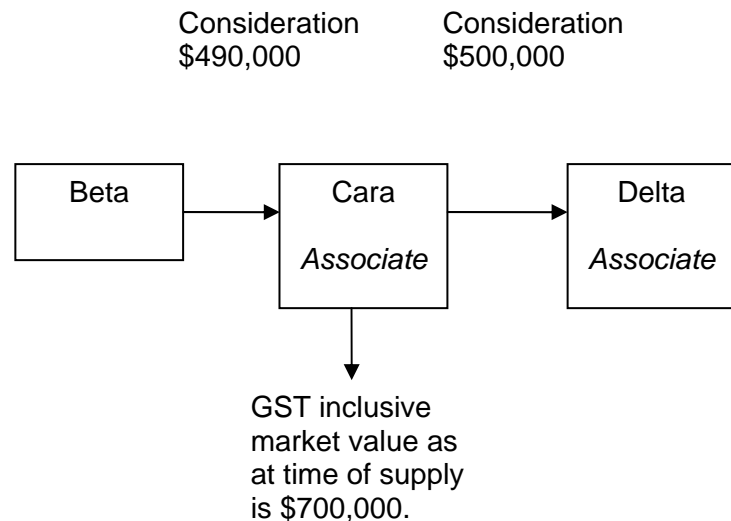 Consideration
$490,000
Consideration
$500,000
Beta
Cara
Associate
Delta
Associate
GST inclusive
market value as
at time of supply
is $700,000.